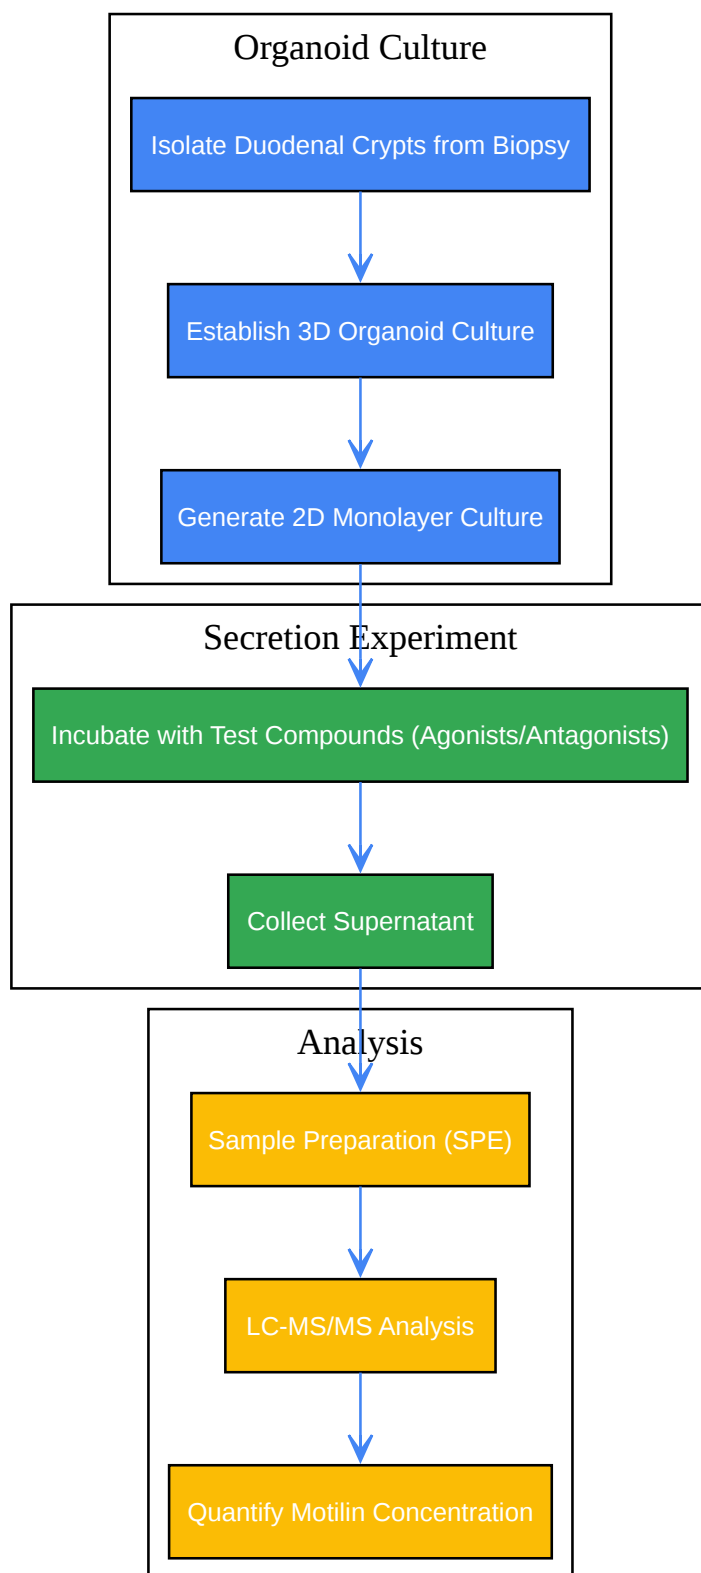 Organoid Culture
Isolate Duodenal Crypts from Biopsy
Establish 3D Organoid Culture
Generate 2D Monolayer Culture
Secretion Experiment
Incubate with Test Compounds (Agonists/Antagonists)
Collect Supernatant
Analysis
Sample Preparation (SPE)
LC-MS/MS Analysis
Quantify Motilin Concentration